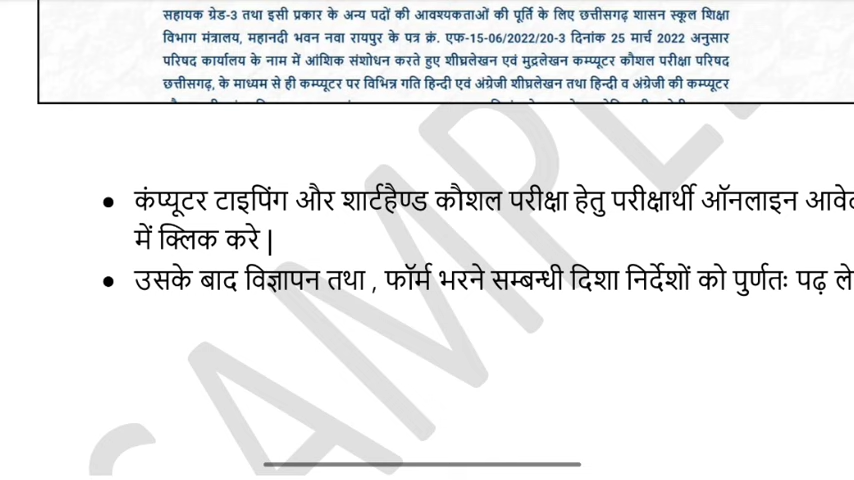 सहायक ग्रेड-3 तथा इसी प्रकार के अन्य पदों की आवश्यकताओं की पूर्ति के लिए छत्तीसगढ़ शासन स्कूल शिक्षा
विभाग मंत्रालय, महानदी भवन नवा रायपुर के पत्र क्रं. एफ-15-06/2022/20-3 दिनांक 25 मार्च 2022 अनुसार
परिषद कार्यालय के नाम में आंशिक संशोधन करते हुए शीघ्रलेखन एवं मुद्रलेखन कम्प्यूटर कौशल परीक्षा परिषद
छत्तीसगढ़, के माध्यम से ही कम्प्यूटर पर विभिन्न गति हिन्दी एवं अंग्रेजी शीघ्रलेखन तथा हिन्दी व अंग्रेजी की कम्प्यूटर
• कंप्यूटर टाइपिंग और शार्टहैण्ड कौशल परीक्षा हेतु परीक्षार्थी ऑनलाइन
में क्लिक करे |
• उसके बाद विज्ञापन तथा , फॉर्म भरने सम्बन्धी दिशा निर्देशों को पुर्णतः पढ़ ले
SAMPLE